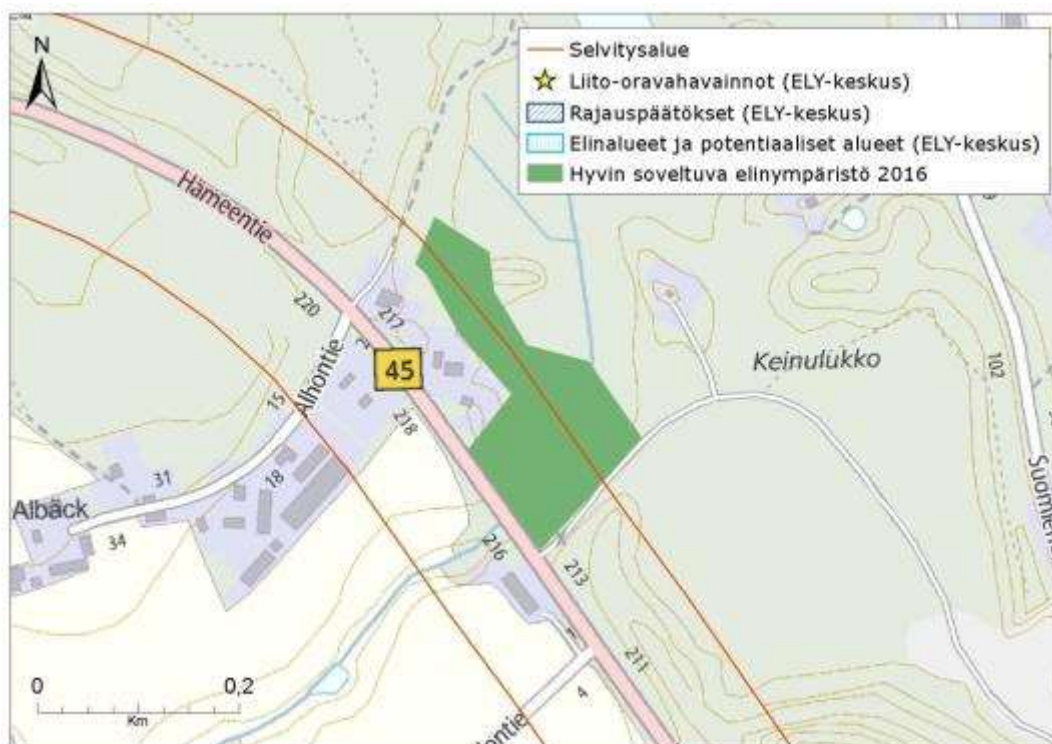 N
Selvitysalue
Liito-oravahavainnot (ELY-keskus)
Rajauspäätökset (ELY-keskus)
Elinalueet ja potentiaaliset alueet (ELY-keskus)
Hyvin soveltuva elinympäristö 2016
Hämeentie
220
217
45
Keinulukko
102
Alhontie
15
218
31
18
Albäck
34
216
213
211
4
0
0,2
Km